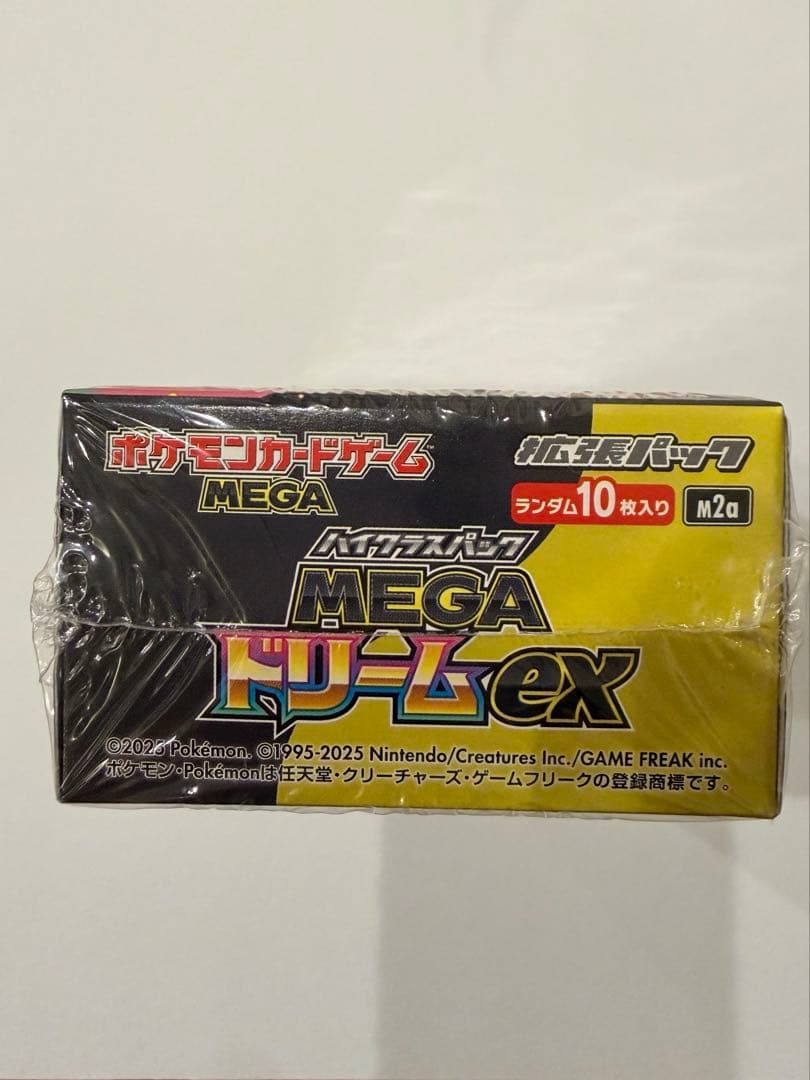 ポケモンカードゲーム™
MEGA
拡張パック
ランダム10枚入り
M2a
ハイクラスパック
MEGA
ドリームex
©2025 Pokémon. ©1995-2025 Nintendo/Creatures Inc./GAME FREAK inc.
ポケモン・Pokémonは任天堂・クリーチャーズ・ゲームフリークの登録商標です。